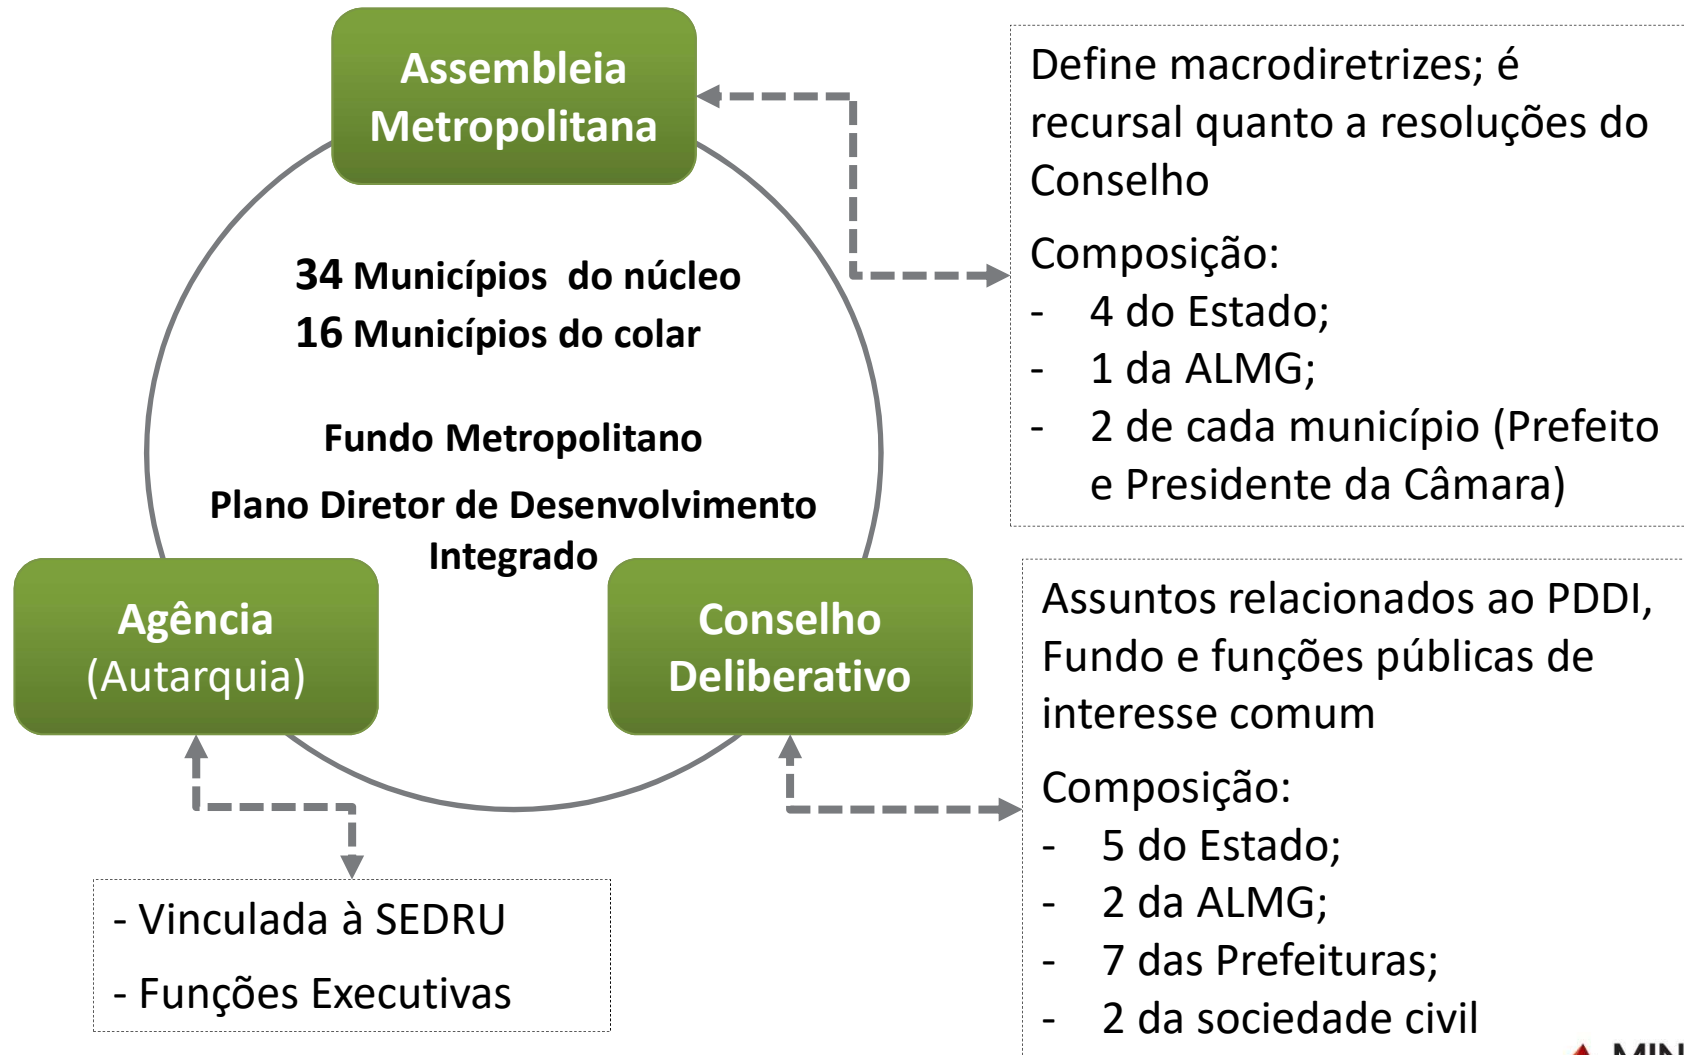 Assembleia
Metropolitana
34 Municípios do núcleo
16 Municípios do colar
Fundo Metropolitano
Plano Diretor de Desenvolvimento
Integrado
Agência
(Autarquia)
Conselho
Deliberativo
- Vinculada à SEDRU
- Funções Executivas
Define macrodiretrizes; é
recursal quanto a resoluções do
Conselho
Composição:
- 4 do Estado;
- 1 da ALMG;
- 2 de cada município (Prefeito
e Presidente da Câmara)
Assuntos relacionados ao PDDI,
Fundo e funções públicas de
interesse comum
Composição:
- 5 do Estado;
- 2 da ALMG;
- 7 das Prefeituras;
- 2 da sociedade civil